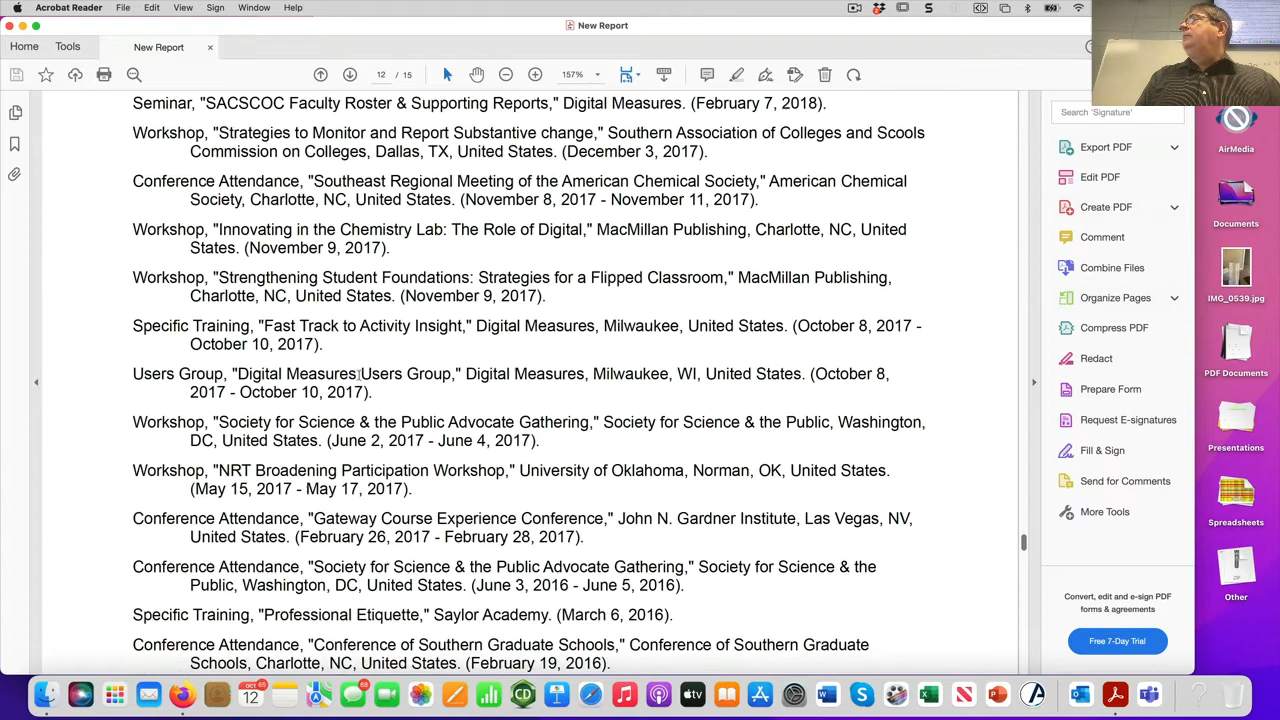 Acrobat Reader File Edit View Sign Window Help
New Report
Home Tools New Report ×
12 / 15 157%
Seminar, "SACSCOC Faculty Roster & Supporting Reports," Digital Measures. (February 7, 2018).
Workshop, "Strategies to Monitor and Report Substantive change," Southern Association of Colleges and Scools
Commission on Colleges, Dallas, TX, United States. (December 3, 2017).
Conference Attendance, "Southeast Regional Meeting of the American Chemical Society," American Chemical
Society, Charlotte, NC, United States. (November 8, 2017 - November 11, 2017).
Workshop, "Innovating in the Chemistry Lab: The Role of Digital," MacMillan Publishing, Charlotte, NC, United
States. (November 9, 2017).
Workshop, "Strengthening Student Foundations: Strategies for a Flipped Classroom," MacMillan Publishing,
Charlotte, NC, United States. (November 9, 2017).
Specific Training, "Fast Track to Activity Insight," Digital Measures, Milwaukee, United States. (October 8, 2017 -
October 10, 2017).
Users Group, "Digital Measures Users Group," Digital Measures, Milwaukee, WI, United States. (October 8,
2017 - October 10, 2017).
Workshop, "Society for Science & the Public Advocate Gathering," Society for Science & the Public, Washington,
DC, United States. (June 2, 2017 - June 4, 2017).
Workshop, "NRT Broadening Participation Workshop," University of Oklahoma, Norman, OK, United States.
(May 15, 2017 - May 17, 2017).
Conference Attendance, "Gateway Course Experience Conference," John N. Gardner Institute, Las Vegas, NV,
United States. (February 26, 2017 - February 28, 2017).
Conference Attendance, "Society for Science & the Public Advocate Gathering," Society for Science & the
Public, Washington, DC, United States. (June 3, 2016 - June 5, 2016).
Specific Training, "Professional Etiquette," Saylor Academy. (March 6, 2016).
Conference Attendance, "Conference of Southern Graduate Schools," Conference of Southern Graduate
Schools, Charlotte, NC, United States. (February 19, 2016).
Search 'Signature'
Export PDF
Edit PDF
Create PDF
Comment
Combine Files
Organize Pages
Compress PDF
Redact
Prepare Form
Request E-signatures
Fill & Sign
Send for Comments
More Tools
Convert, edit and e-sign PDF
forms & agreements
Free 7-Day Trial
AirMedia
Documents
IMG_0539.jpg
PDF Documents
Presentations
Spreadsheets
ZIP
Other
OCT
12